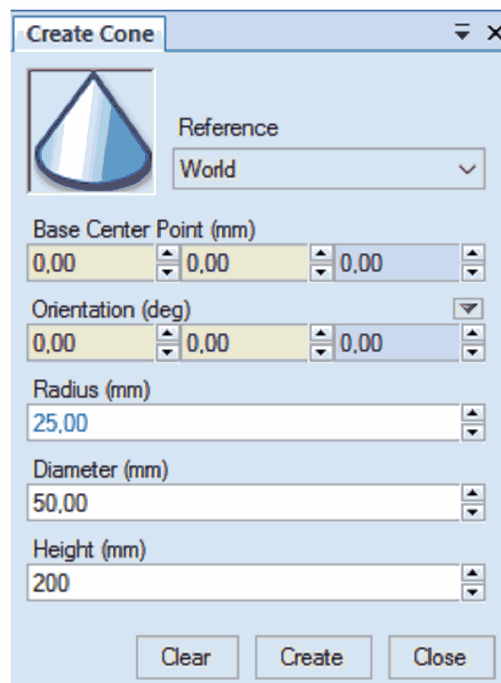 Create Cone
Reference
World
Base Center Point (mm)
0,00 0,00 0,00
Orientation (deg)
0,00 0,00 0,00
Radius (mm)
25,00
Diameter (mm)
50,00
Height (mm)
200
Clear Create Close